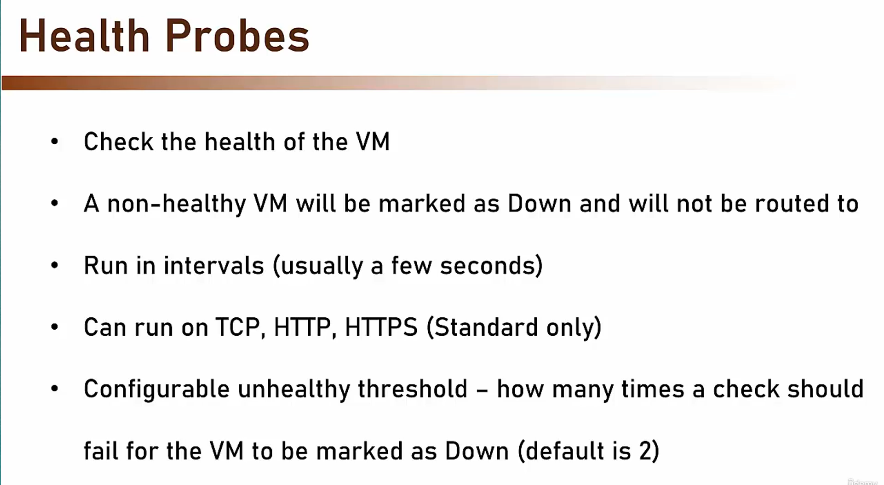 Health Probes
• Check the health of the VM
• A non-healthy VM will be marked as Down and will not be routed to
• Run in intervals (usually a few seconds)
• Can run on TCP, HTTP, HTTPS (Standard only)
• Configurable unhealthy threshold – how many times a check should
fail for the VM to be marked as Down (default is 2)